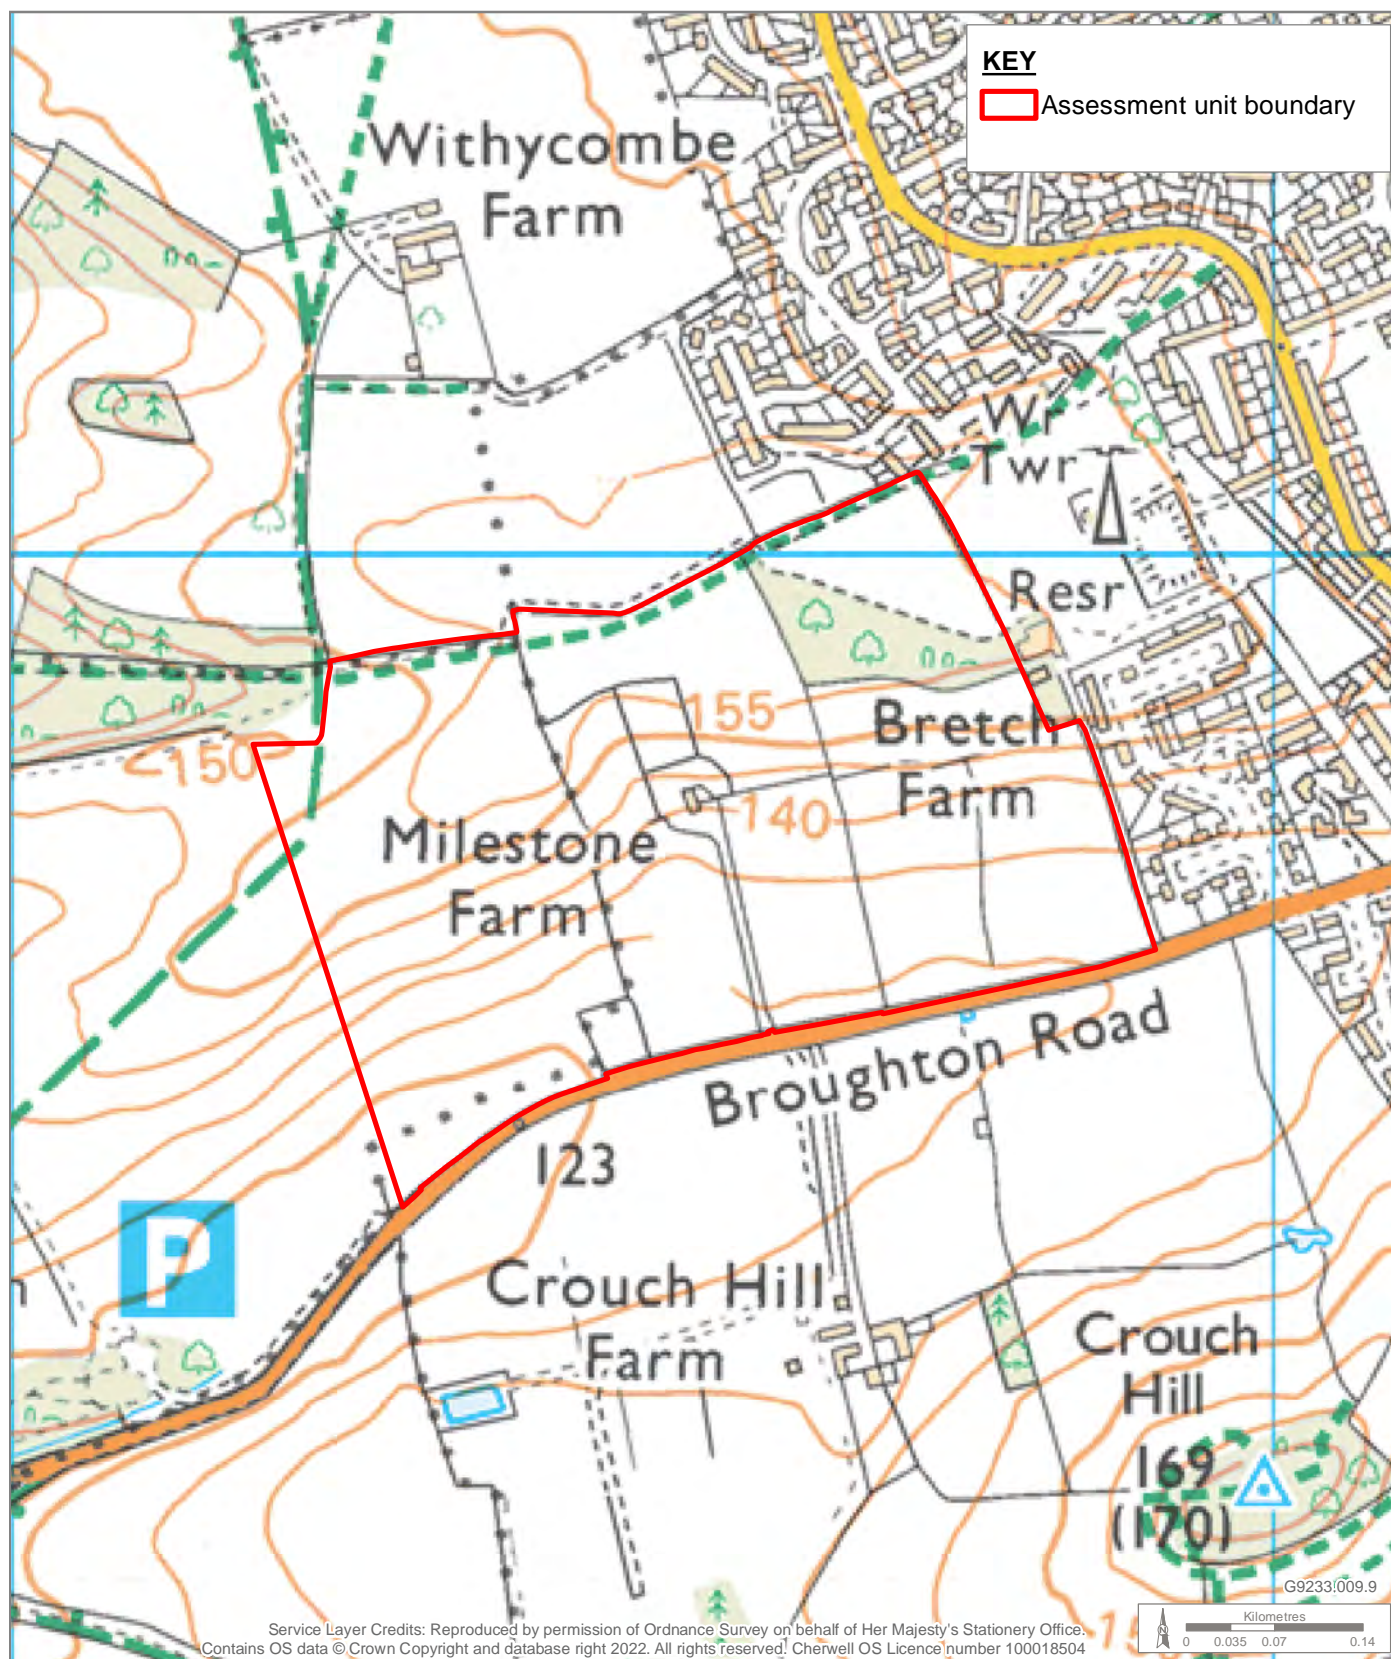 KEY
Assessment unit boundary
Withycombe
Farm
Wr
Twr
Resr
155
Bretch
Farm
150
140
Milestone
Farm
Broughton Road
123
P
Crouch Hill
Farm
Crouch
Hill
169
(170)
G9233.009.9
Kilometres
N
0 0.035 0.07 0.14
Service Layer Credits: Reproduced by permission of Ordnance Survey on behalf of Her Majesty's Stationery Office.
Contains OS data © Crown Copyright and database right 2022. All rights reserved. Cherwell OS Licence number 100018504